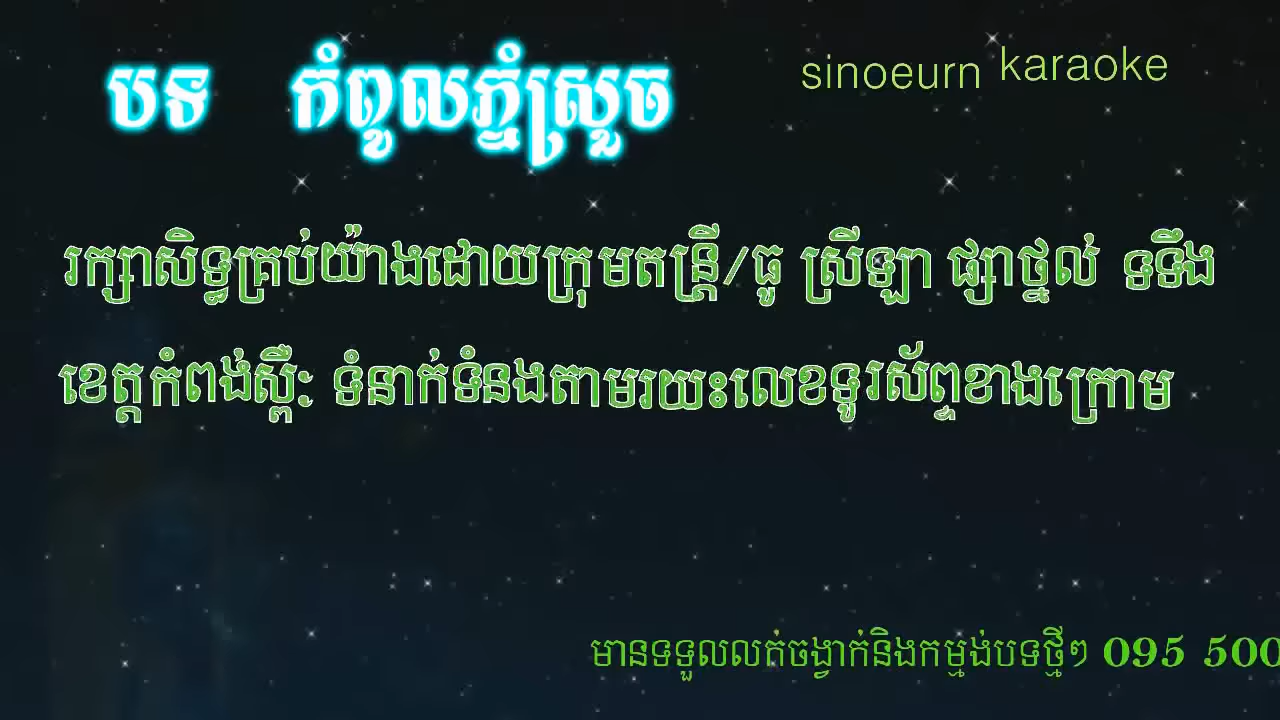 បទ កំពូលភ្នំស្រួច
sinoeurn karaoke
រក្សាសិទ្ធគ្រប់យ៉ាងដោយក្រុមតន្ត្រី/ធូ ស្រីឡា ផ្សាថ្នល់ ទទឹង
ខេត្តកំពង់ស្ពឺ: ទំនាក់ទំនងតាមរយះលេខទូរស័ព្ទខាងក្រោម
មានទទួលលត់ចង្វាក់និងកម្មង់បទថ្មីៗ 095 500